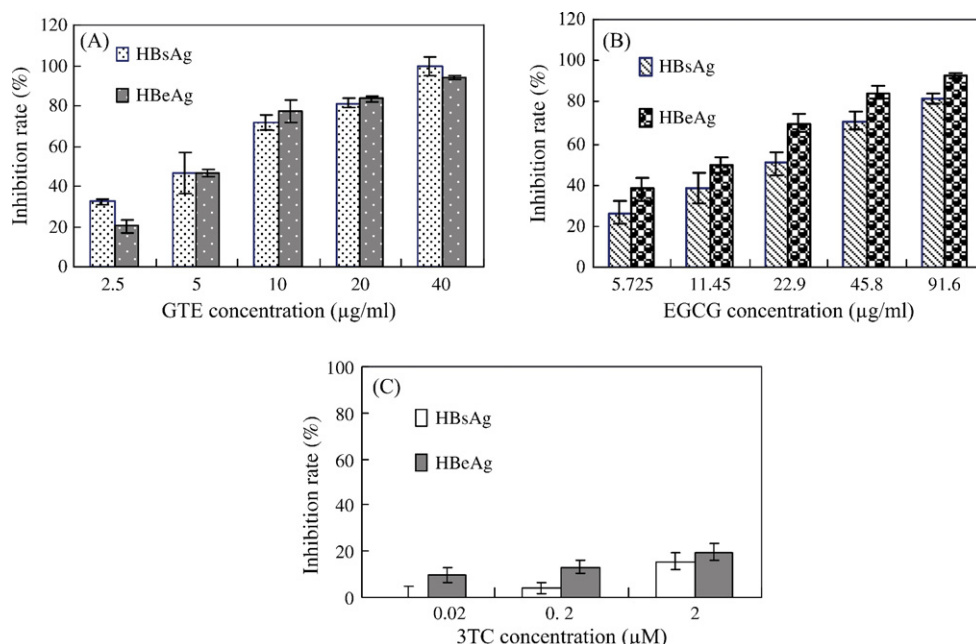 (A)
HBsAg
HBeAg
Inhibition rate (%)
120
100
80
60
40
20
0
2.5 5 10 20 40
GTE concentration (µg/ml)
(B)
HBsAg
HBeAg
Inhibition rate (%)
120
100
80
60
40
20
0
5.725 11.45 22.9 45.8 91.6
EGCG concentration (µg/ml)
(C)
HBsAg
HBeAg
Inhibition rate (%)
100
80
60
40
20
0
0.02 0. 2 2
3TC concentration (µM)